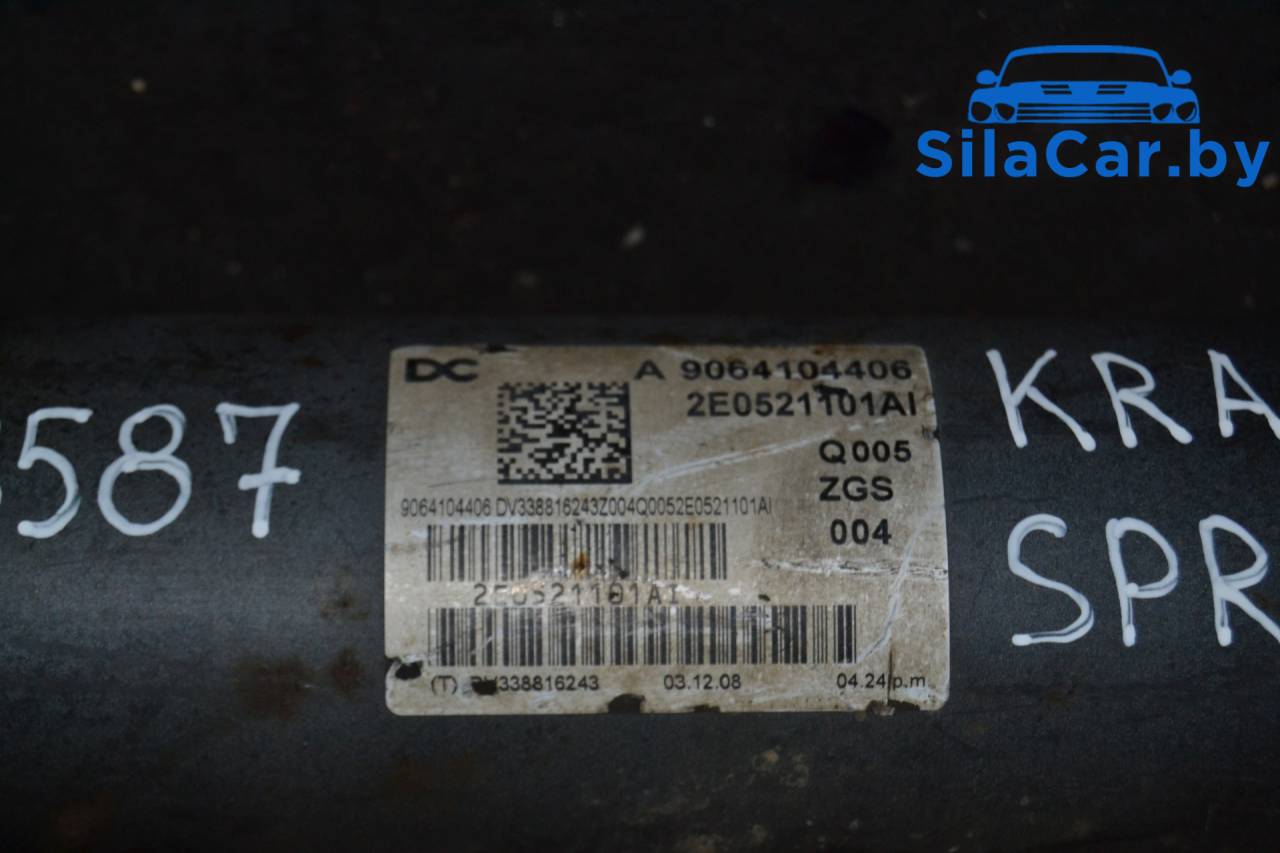 SilaCar.by
DC A 9064104406
2E0521101AI
Q005
ZGS
004
9064104406 DV338816243Z004Q0052E0521101AI
2E0521101AI
(T) DV338816243 03.12.08 04.24 p.m
587
KRA
SPR